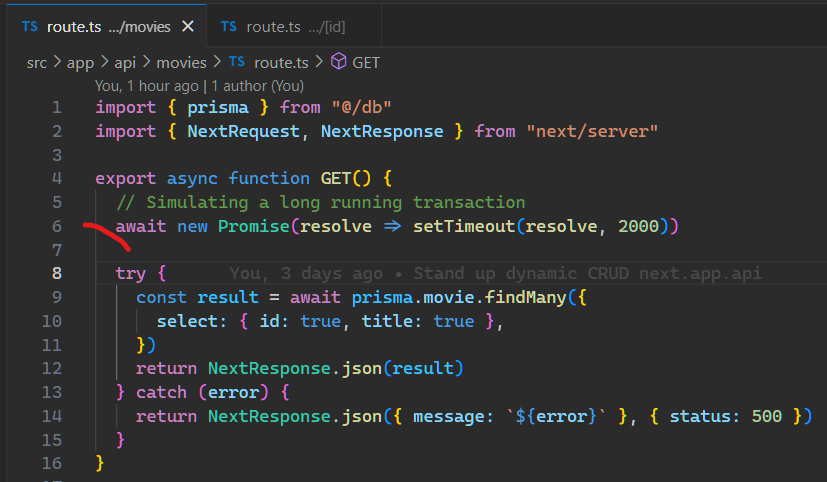 TS route.ts .../movies × TS route.ts .../[id]
src > app > api > movies > TS route.ts > GET
You, 1 hour ago | 1 author (You)
1 import { prisma } from "@/db"
2 import { NextRequest, NextResponse } from "next/server"
3
4 export async function GET() {
5 // Simulating a long running transaction
6 await new Promise(resolve => setTimeout(resolve, 2000))
7
8 try { You, 3 days ago • Stand up dynamic CRUD next.app.api
9 const result = await prisma.movie.findMany({
10 select: { id: true, title: true },
11 })
12 return NextResponse.json(result)
13 } catch (error) {
14 return NextResponse.json({ message: `${error}` }, { status: 500 })
15 }
16 }